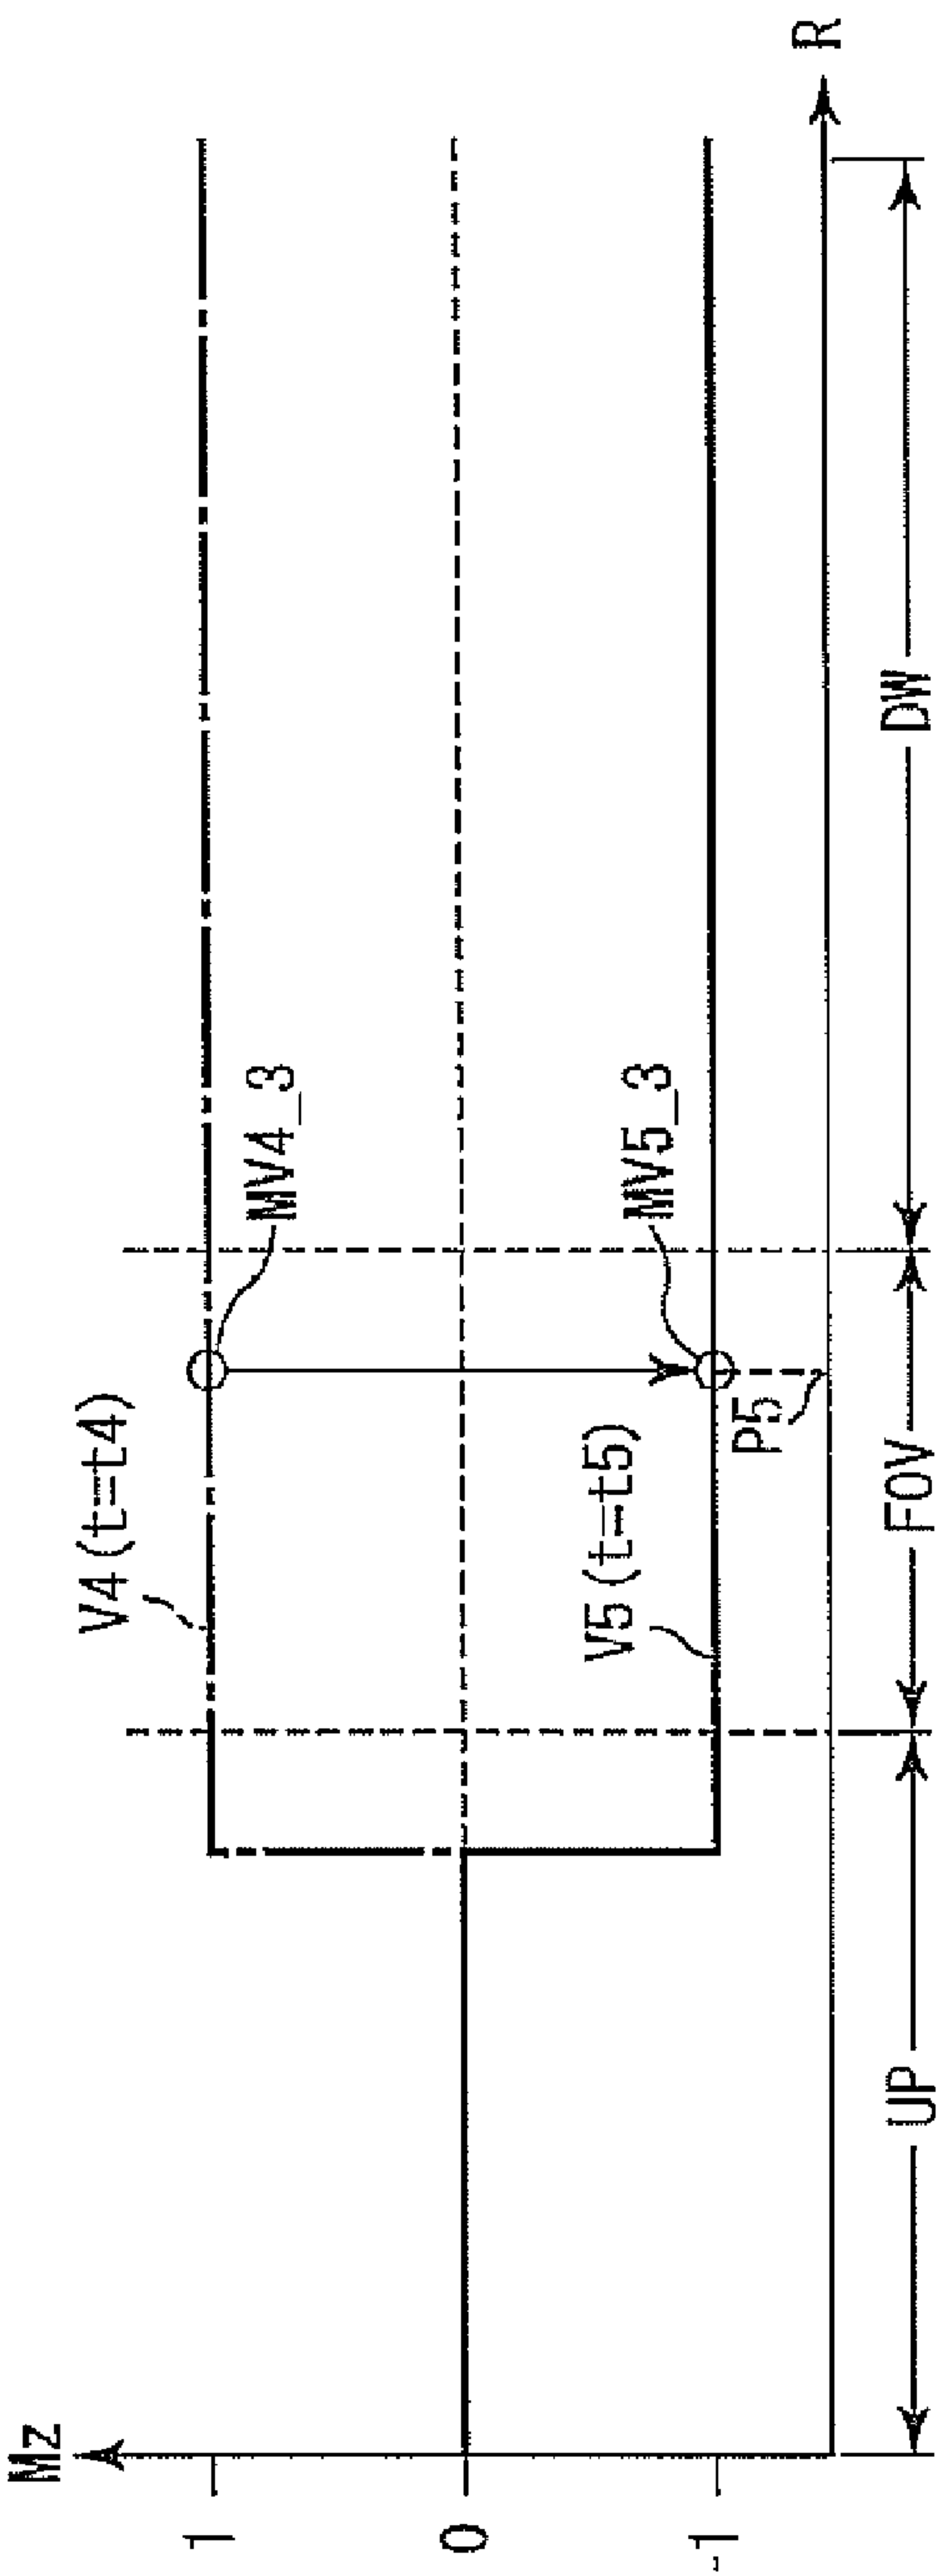 Mz
1
0
-1
V4 (t=t4)
MV4_3
V5 (t=t5)
MV5_3
P5
R
UP
FOV
DW